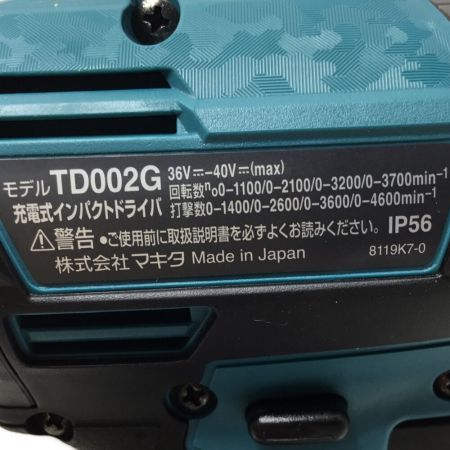 モデル TD002G 36V⎓-40V⎓(max)
回転数 n₀0-1100/0-2100/0-3200/0-3700min⁻¹
充電式インパクトドライバ 打撃数0-1400/0-2600/0-3600/0-4600min⁻¹
⚠警告 ●ご使用前に取扱説明書を必ずよくお読みください。 IP56
株式会社 マキタ Made in Japan 8119K7-0